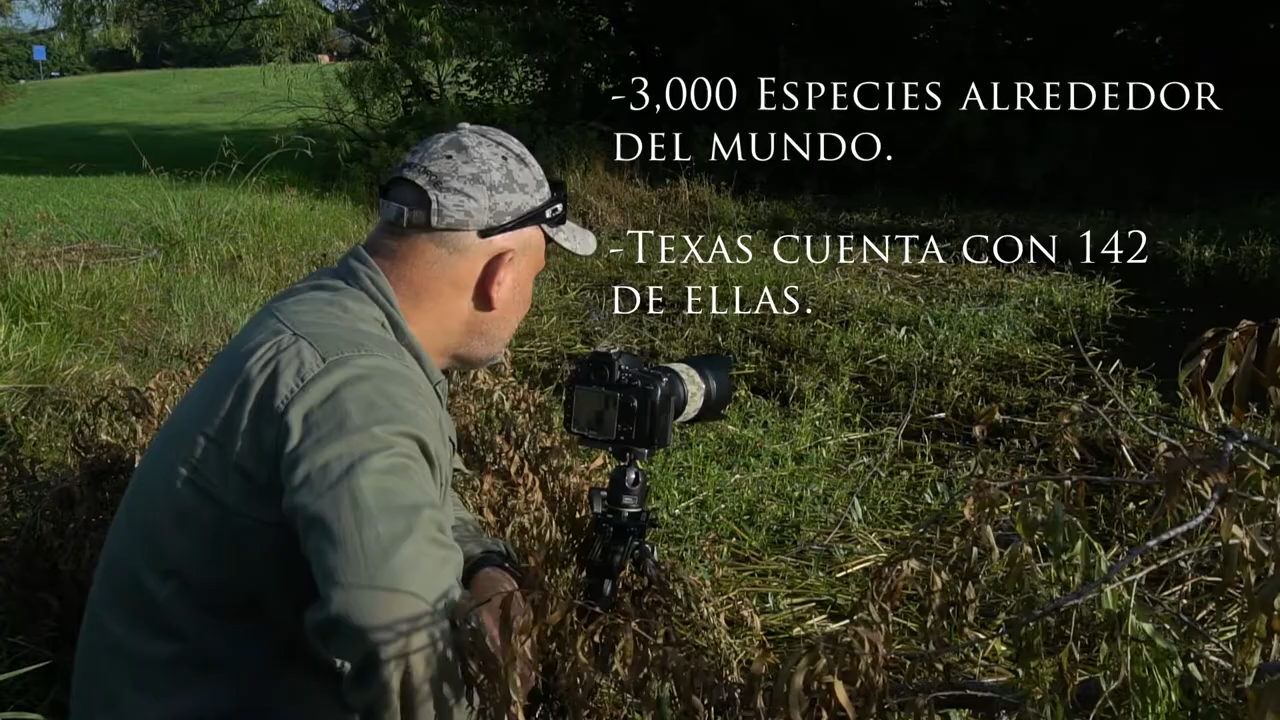 -3,000 Especies alrededor
del mundo.
-Texas cuenta con 142
de ellas.